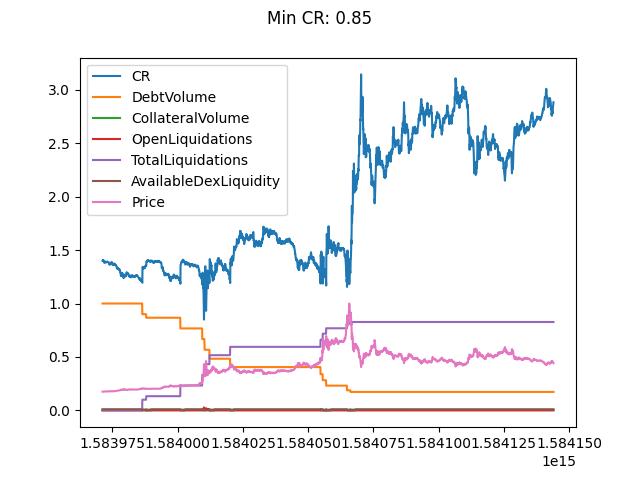 Min CR: 0.85
CR
DebtVolume
CollateralVolume
OpenLiquidations
TotalLiquidations
AvailableDexLiquidity
Price
3.0
2.5
2.0
1.5
1.0
0.5
0.0
1.583975 1.584000 1.584025 1.584050 1.584075 1.584100 1.584125 1.584150
1e15